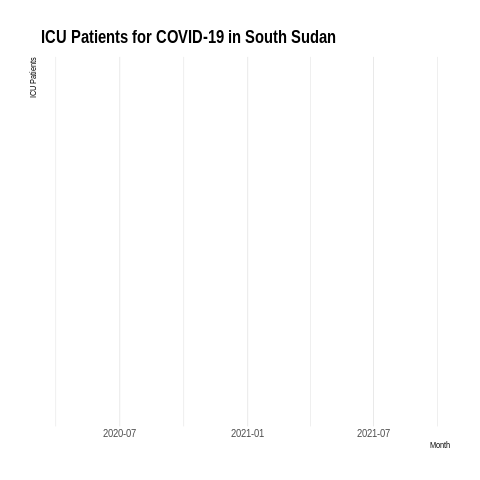 ICU Patients for COVID-19 in South Sudan
ICU Patients
2020-07
2021-01
2021-07
Month